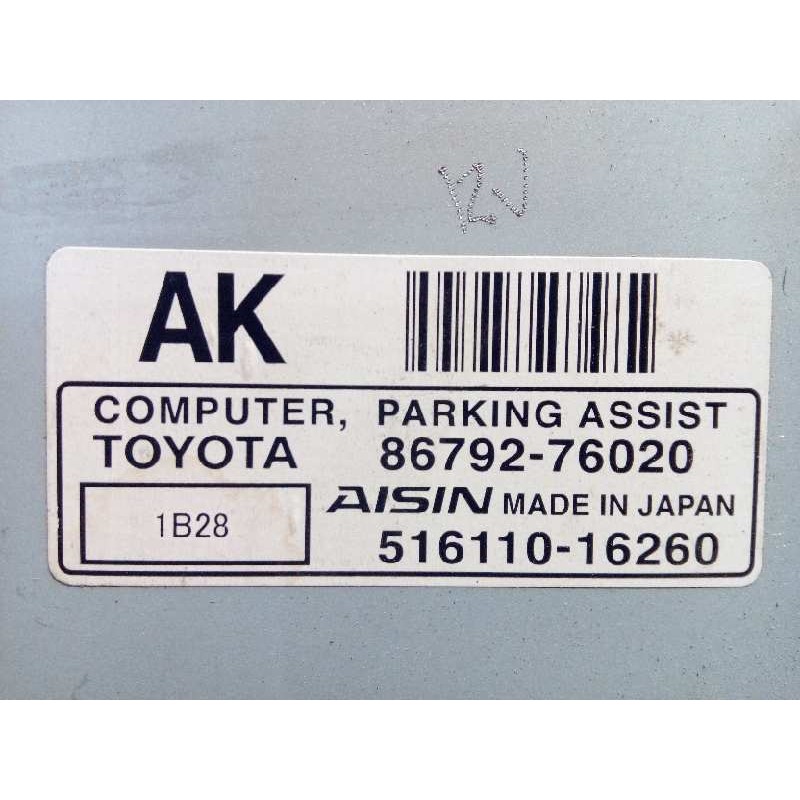 AK
COMPUTER, PARKING ASSIST
TOYOTA 86792-76020
AISIN MADE IN JAPAN
1B28
516110-16260